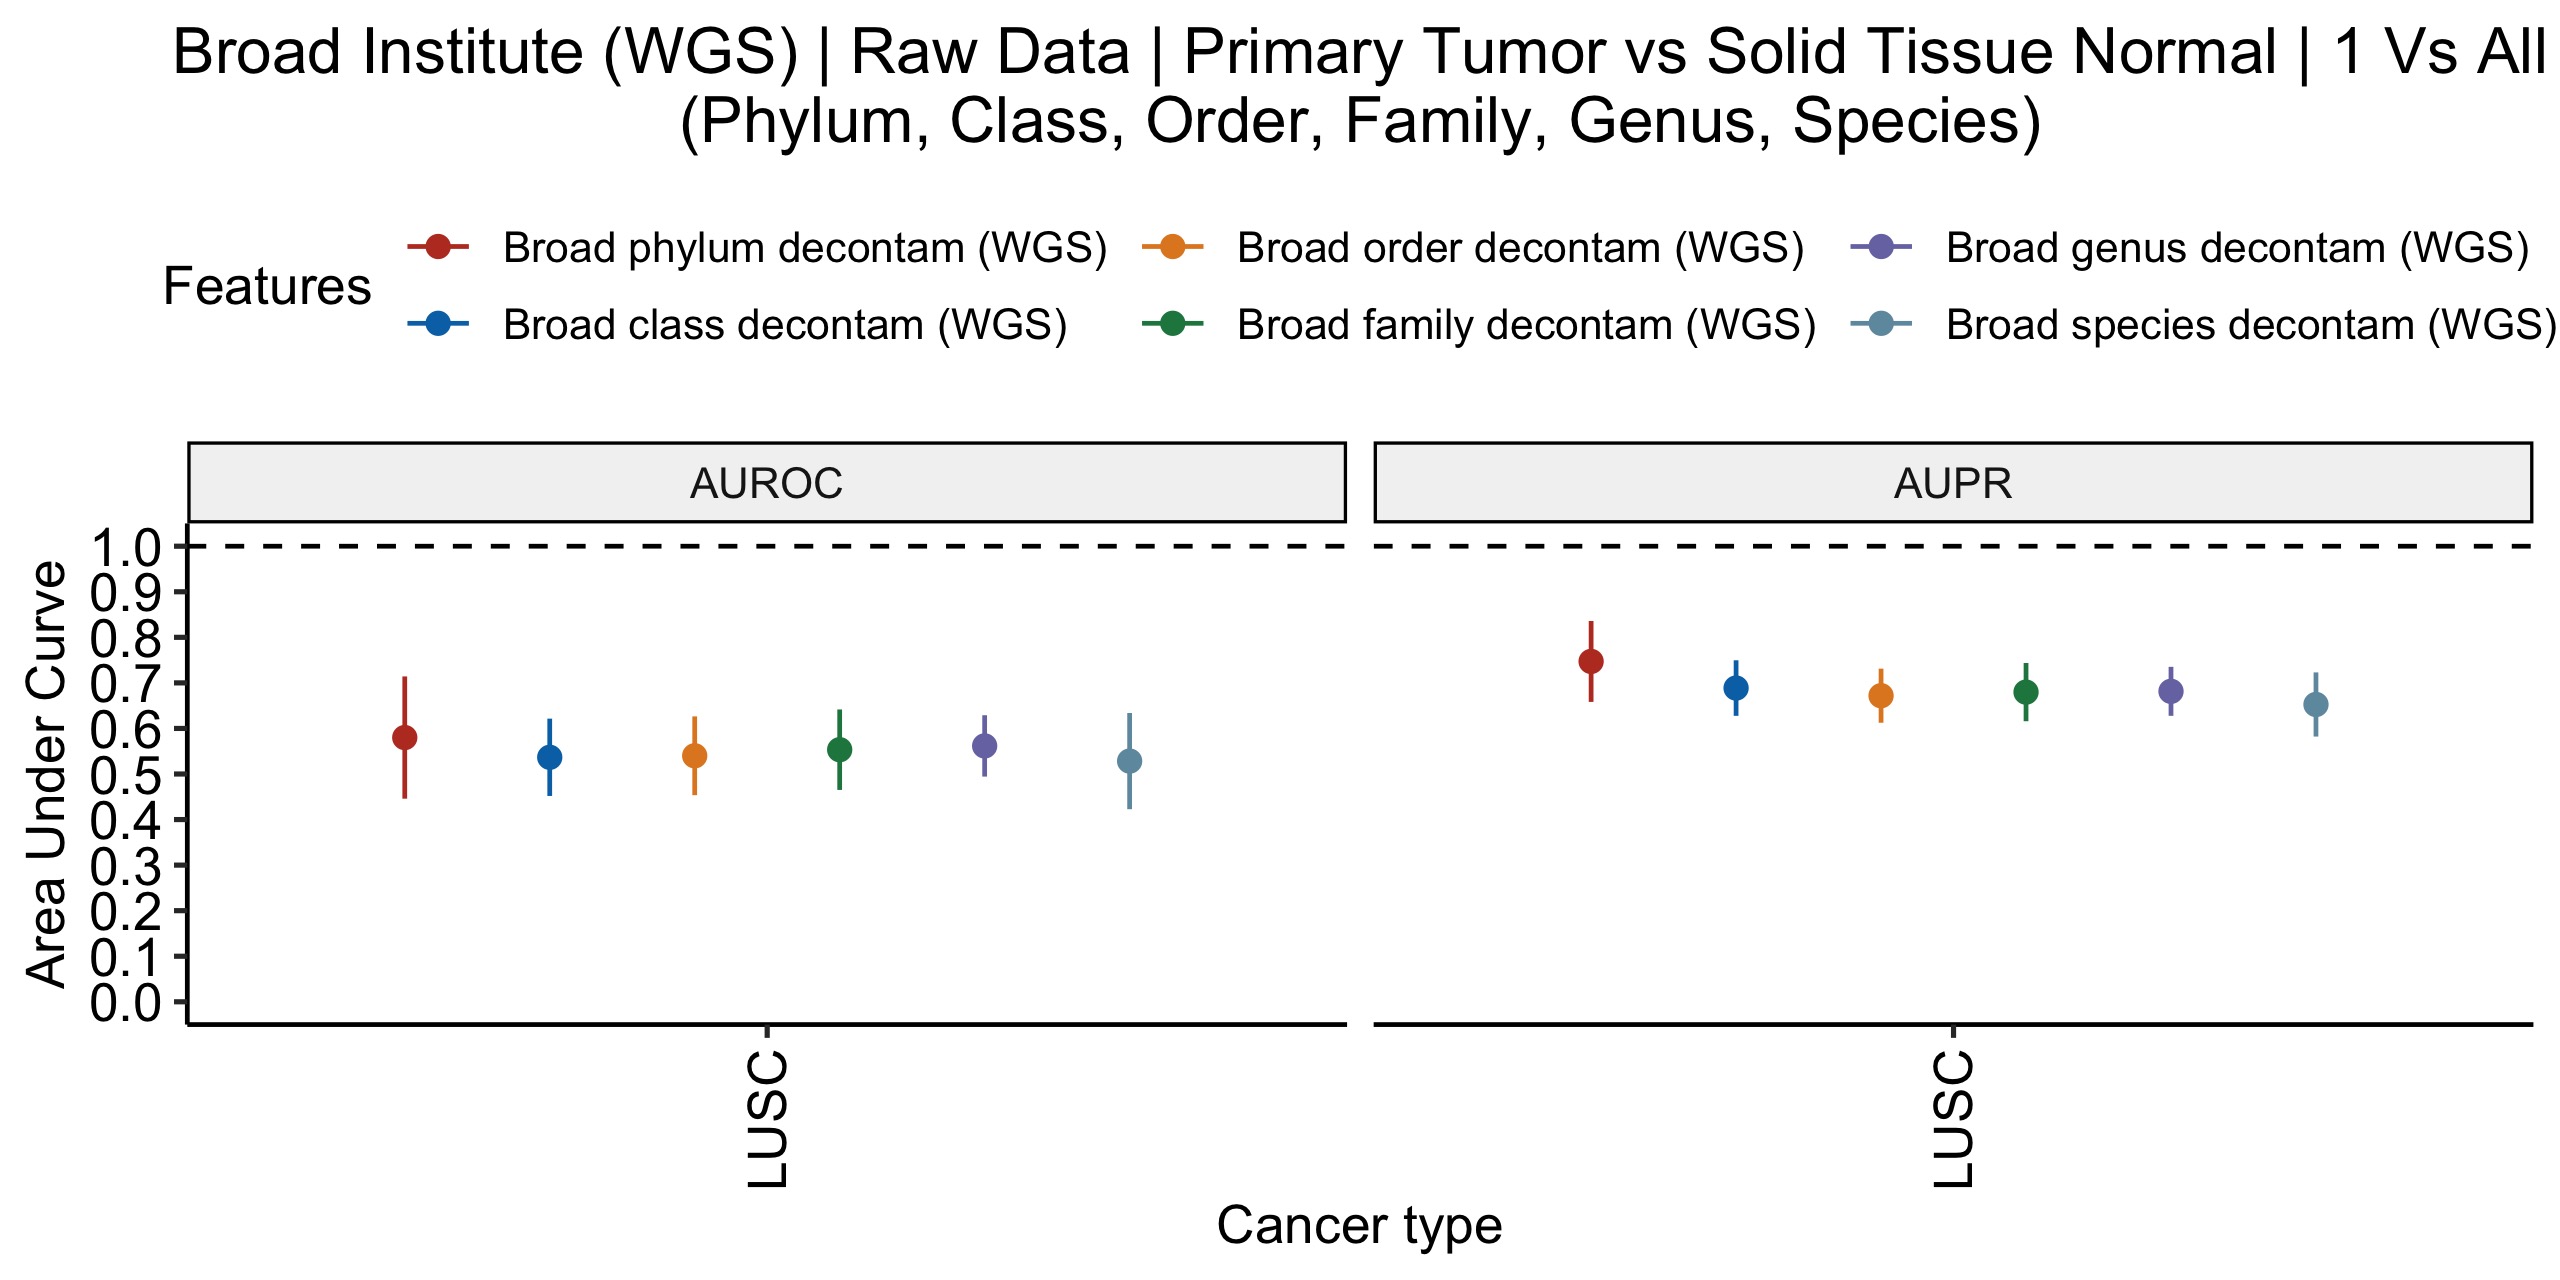 Broad Institute (WGS) | Raw Data | Primary Tumor vs Solid Tissue Normal | 1 Vs All
(Phylum, Class, Order, Family, Genus, Species)
Features
Broad phylum decontam (WGS)
Broad order decontam (WGS)
Broad genus decontam (WGS)
Broad class decontam (WGS)
Broad family decontam (WGS)
Broad species decontam (WGS)
AUROC
AUPR
Area Under Curve
1.0
0.9
0.8
0.7
0.6
0.5
0.4
0.3
0.2
0.1
0.0
LUSC
LUSC
Cancer type